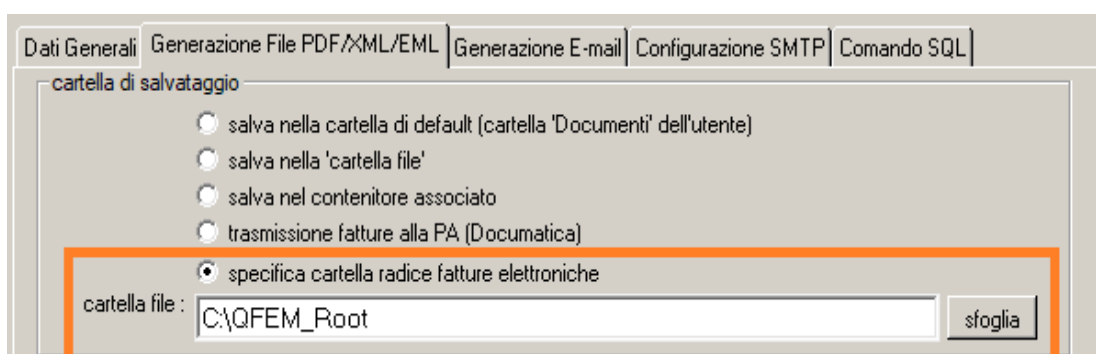 Dati Generali Generazione File PDF/XML/EML Generazione E-mail Configurazione SMTP Comando SQL
cartella di salvataggio
salva nella cartella di default (cartella 'Documenti' dell'utente)
salva nella 'cartella file'
salva nel contenitore associato
trasmissione fatture alla PA (Documatica)
specifica cartella radice fatture elettroniche
cartella file : C:\QFEM_Root sfoglia